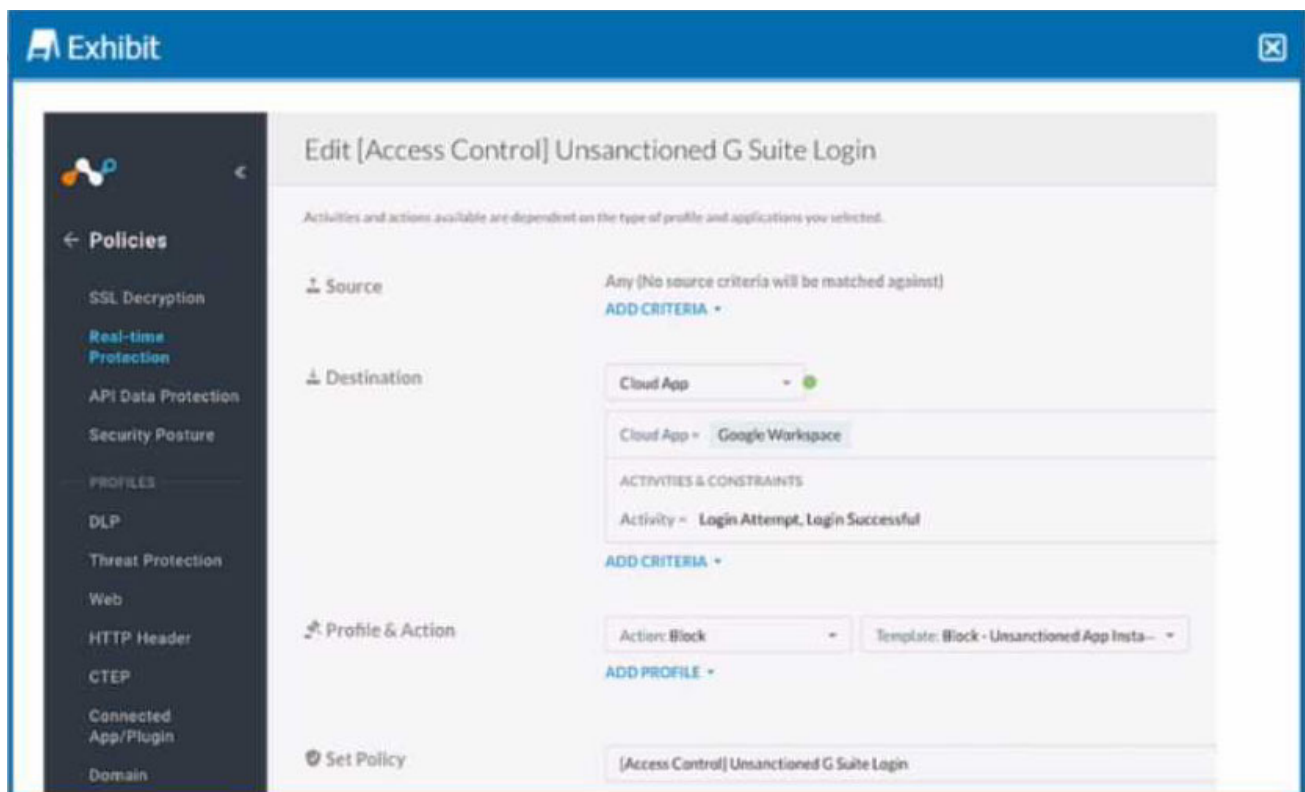 Exhibit
Edit [Access Control] Unsanctioned G Suite Login
Activities and actions available are dependent on the type of profile and applications you selected.
Policies
SSL Decryption
Real-time
Protection
API Data Protection
Security Posture
PROFILES
DLP
Threat Protection
Web
HTTP Header
CTEP
Connected
App/Plugin
Domain
Source
Any (No source criteria will be matched against)
ADD CRITERIA
Destination
Cloud App
Cloud App = Google Workspace
ACTIVITIES & CONSTRAINTS
Activity = Login Attempt, Login Successful
ADD CRITERIA
Profile & Action
Action: Block
Template: Block - Unsanctioned App Insta--
ADD PROFILE
Set Policy
[Access Control] Unsanctioned G Suite Login